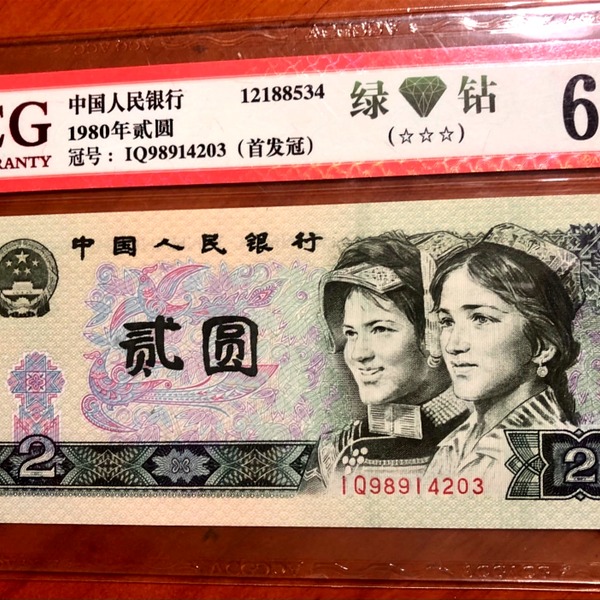 EG
RANTY
中国人民银行 12188534
1980年贰圆
冠号：IQ98914203（首发冠）
绿 钻
(☆☆☆)
6
中国人民银行
贰圆
2
IQ98914203
2